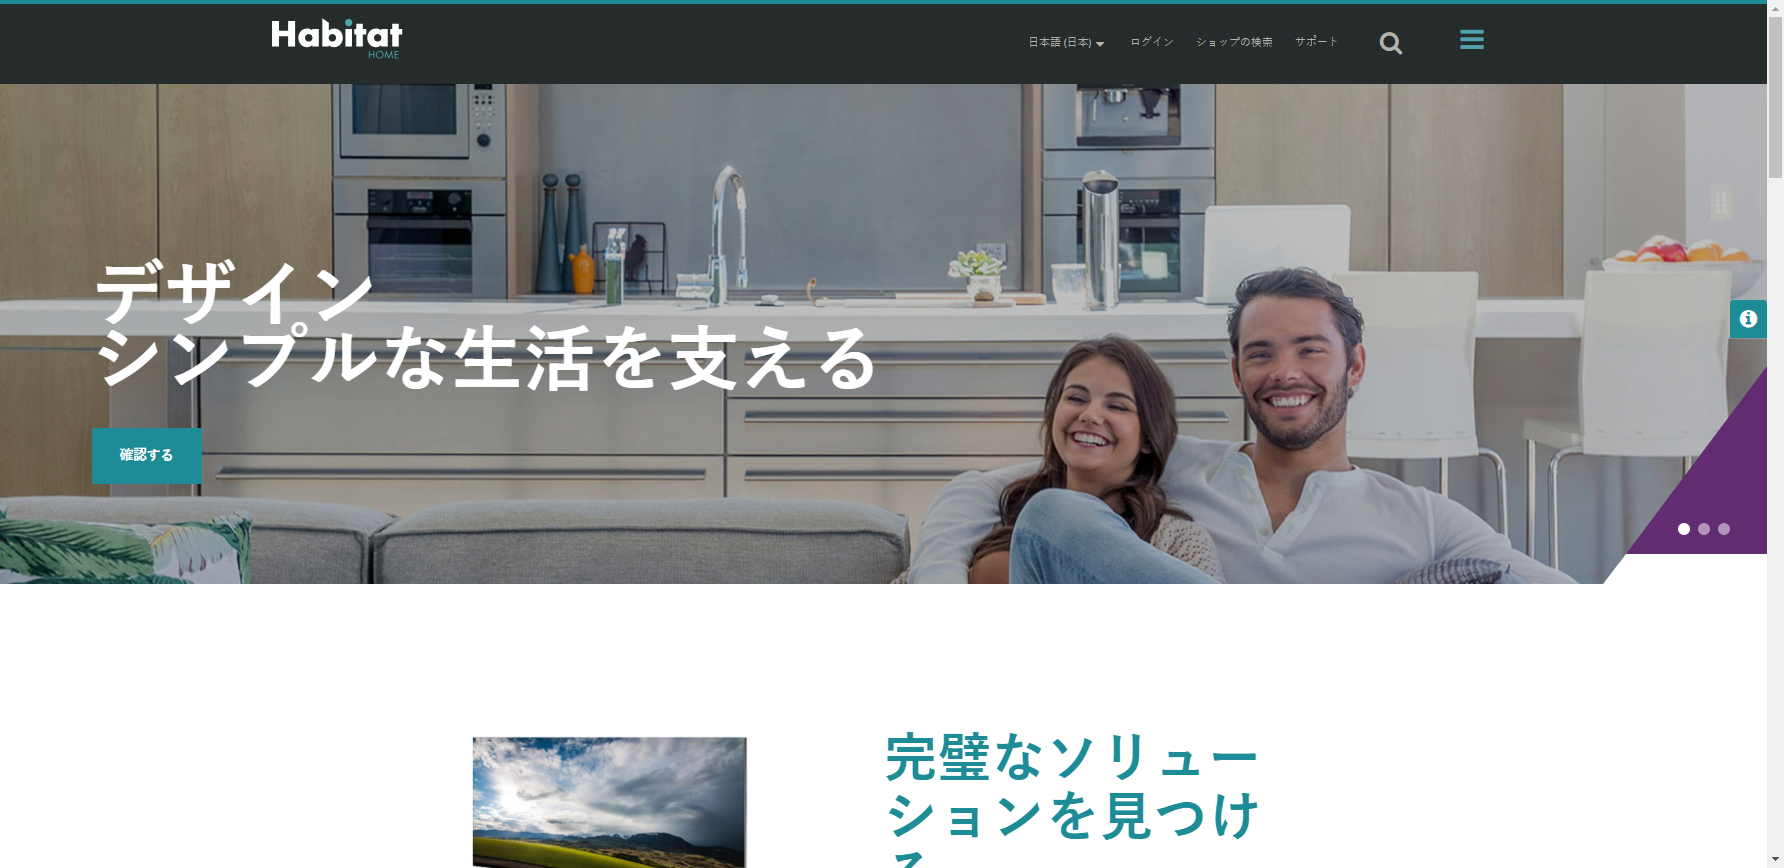 Habitat
HOME
日本語 (日本)
ログイン
ショップの検索
サポート
デザイン
シンプルな生活を支える
確認する
完璧なソリュー
ションを見つけ
る